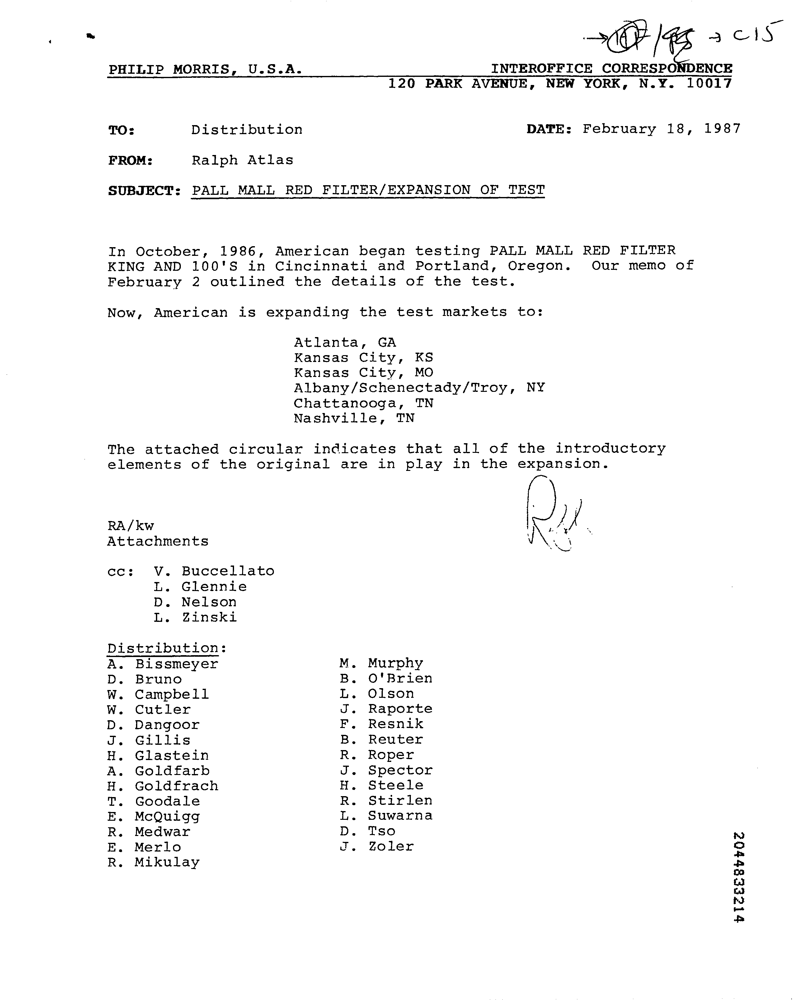 → C15
PHILIP MORRIS, U.S.A. INTEROFFICE CORRESPONDENCE
120 PARK AVENUE, NEW YORK, N.Y. 10017
TO: Distribution DATE: February 18, 1987
FROM: Ralph Atlas
SUBJECT: PALL MALL RED FILTER/EXPANSION OF TEST
In October, 1986, American began testing PALL MALL RED FILTER
KING AND 100'S in Cincinnati and Portland, Oregon. Our memo of
February 2 outlined the details of the test.
Now, American is expanding the test markets to:
Atlanta, GA
Kansas City, KS
Kansas City, MO
Albany/Schenectady/Troy, NY
Chattanooga, TN
Nashville, TN
The attached circular indicates that all of the introductory
elements of the original are in play in the expansion.
RA/kw
Attachments
cc: V. Buccellato
L. Glennie
D. Nelson
L. Zinski
Distribution:
A. Bissmeyer
D. Bruno
W. Campbell
W. Cutler
D. Dangoor
J. Gillis
H. Glastein
A. Goldfarb
H. Goldfrach
T. Goodale
E. McQuigg
R. Medwar
E. Merlo
R. Mikulay
M. Murphy
B. O'Brien
L. Olson
J. Raporte
F. Resnik
B. Reuter
R. Roper
J. Spector
H. Steele
R. Stirlen
L. Suwarna
D. Tso
J. Zoler
2044833214